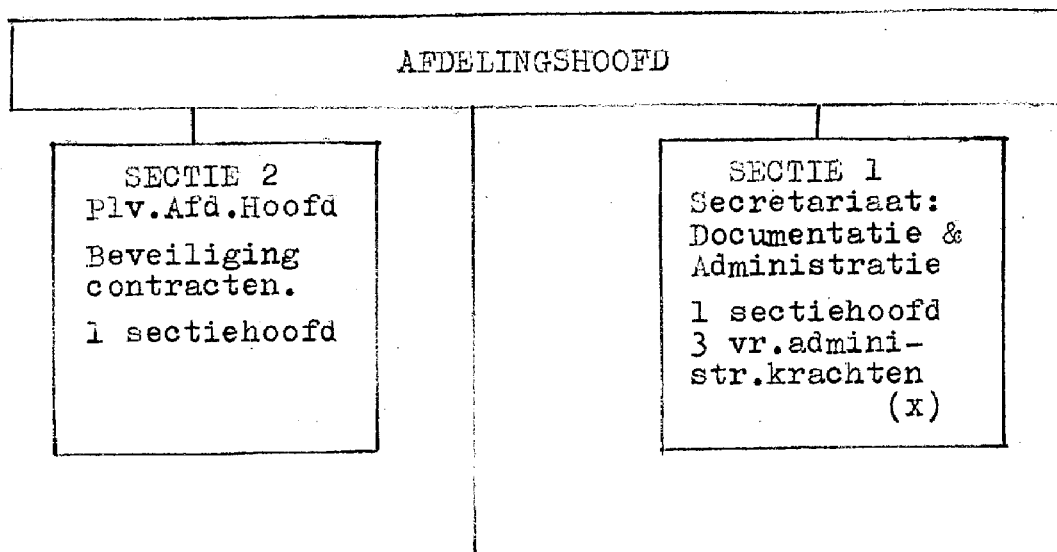 AFDELINGSHOOFD
SECTIE 2
Plv.Afd.Hoofd
Beveiliging
contracten.
1 sectiehoofd
SECTIE 1
Secretariaat:
Documentatie &
Administratie
1 sectiehoofd
3 vr.admini-
str.krachten
(x)